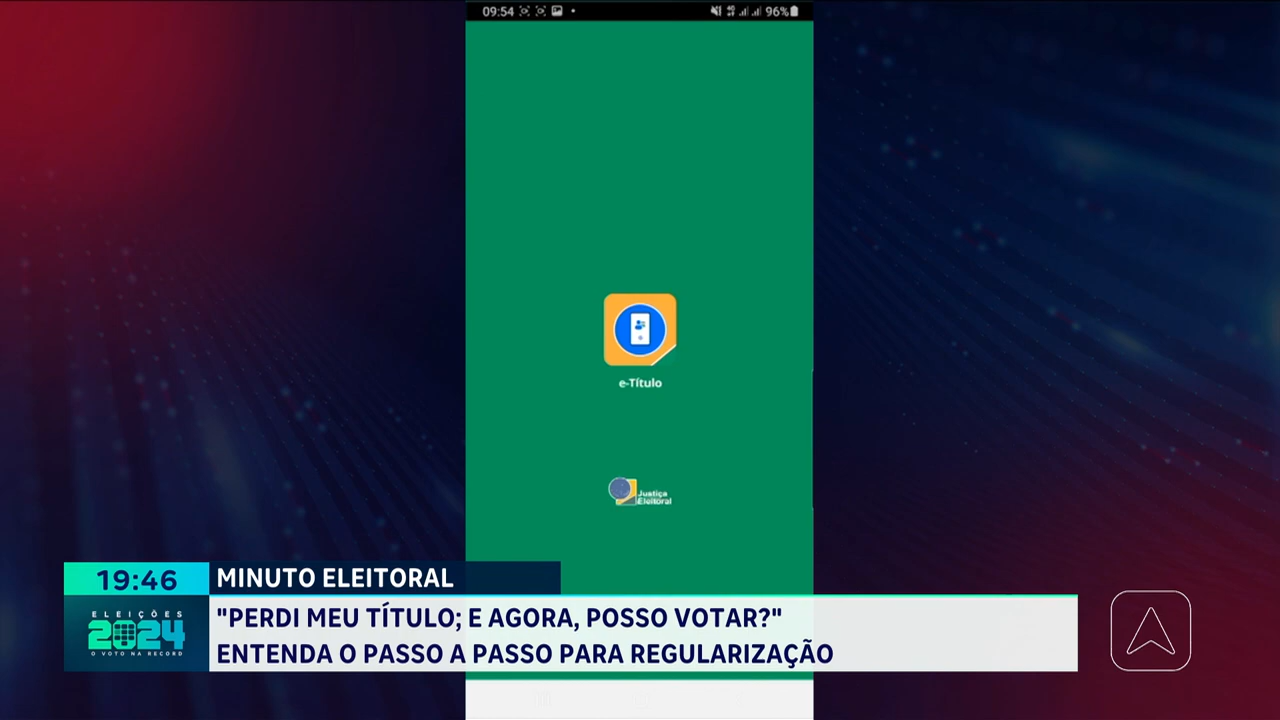 09:54
96%
e-Título
Justiça
Eleitoral
19:46
MINUTO ELEITORAL
ELEIÇÕES
2024
O VOTO NA RECORD
"PERDI MEU TÍTULO; E AGORA, POSSO VOTAR?"
ENTENDA O PASSO A PASSO PARA REGULARIZAÇÃO